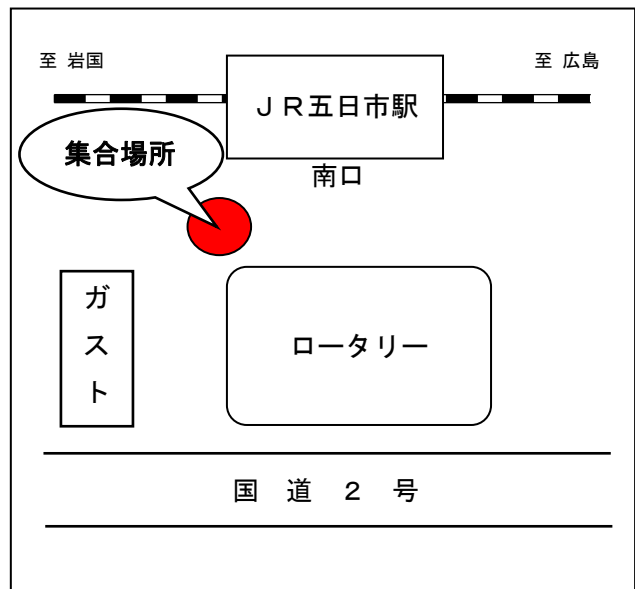 至 岩国
至 広島
ＪＲ五日市駅
集合場所
南口
ガスト
ロータリー
国 道 ２ 号